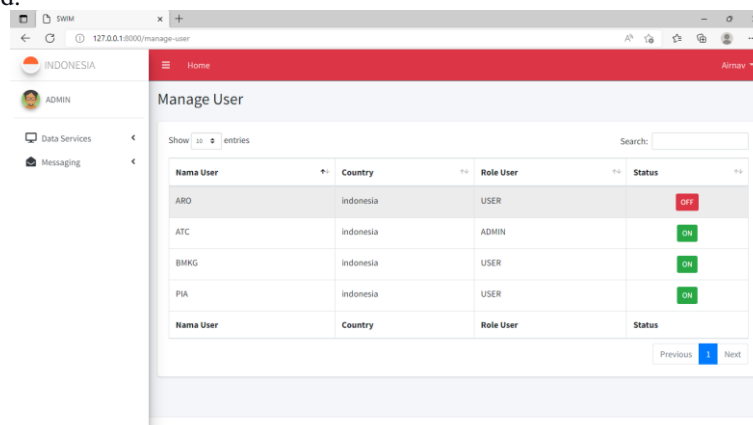 d.
SWIM
127.0.0.1:8000/manage-user
INDONESIA
Home
Airnav
ADMIN
Manage User
Data Services
Messaging
Show 10 entries
Search:
Nama User Country Role User Status
ARO indonesia USER OFF
ATC indonesia ADMIN ON
BMKG indonesia USER ON
PIA indonesia USER ON
Nama User Country Role User Status
Previous 1 Next